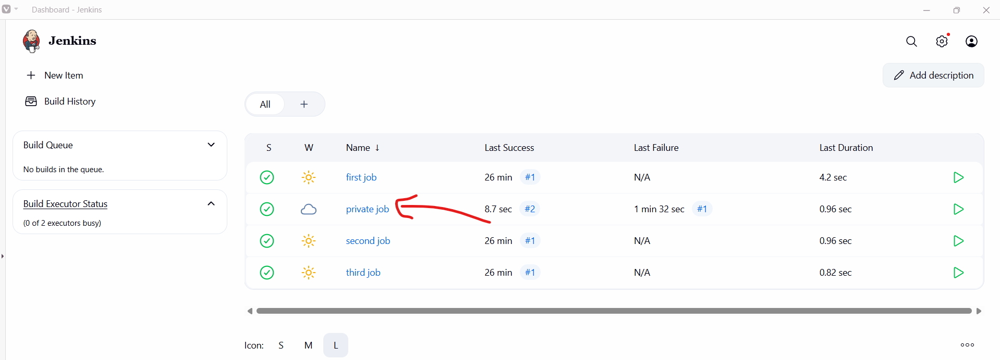 Dashboard - Jenkins
Jenkins
New Item
Add description
Build History
All +
Build Queue
No builds in the queue.
Build Executor Status
(0 of 2 executors busy)
S W Name ↓ Last Success Last Failure Last Duration
first job 26 min #1 N/A 4.2 sec
private job 8.7 sec #2 1 min 32 sec #1 0.96 sec
second job 26 min #1 N/A 0.96 sec
third job 26 min #1 N/A 0.82 sec
Icon: S M L